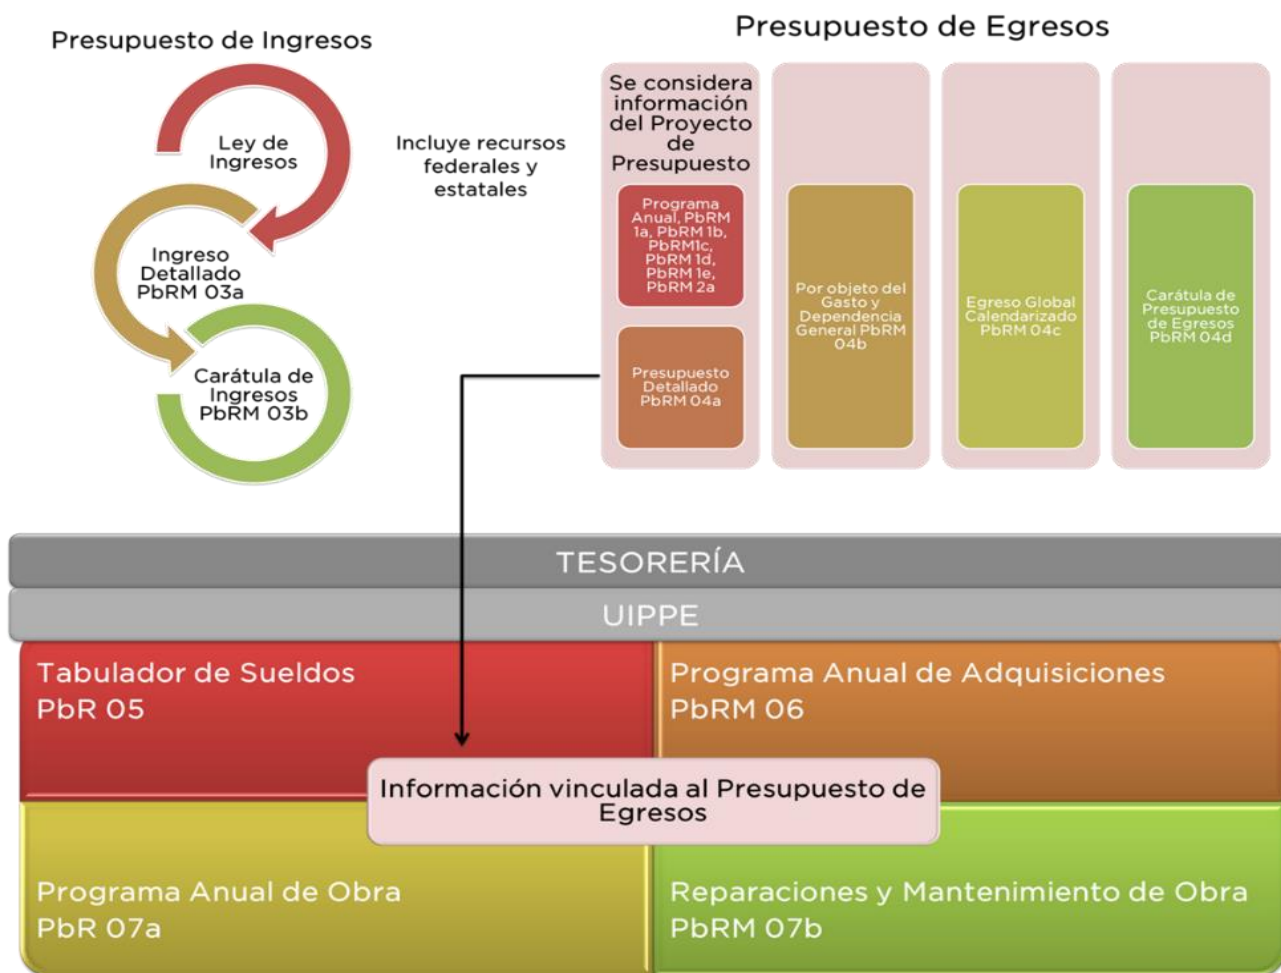 Presupuesto de Ingresos
Ley de
Ingresos
Ingreso
Detallado
PbRM 03a
Carátula de
Ingresos
PbRM 03b
Incluye recursos
federales y
estatales
Presupuesto de Egresos
Se considera
información
del Proyecto
de
Presupuesto
Programa
Anual, PbRM
1a, PbRM 1b,
PbRM1c,
PbRM 1d,
PbRM 1e,
PbRM 2a
Presupuesto
Detallado
PbRM 04a
Por objeto del
Gasto y
Dependencia
General PbRM
04b
Egreso Global
Calendarizado
PbRM 04c
Carátula de
Presupuesto
de Egresos
PbRM 04d
TESORERÍA
UIPPE
Tabulador de Sueldos
PbR 05
Programa Anual de Adquisiciones
PbRM 06
Información vinculada al Presupuesto de
Egresos
Programa Anual de Obra
PbR 07a
Reparaciones y Mantenimiento de Obra
PbRM 07b